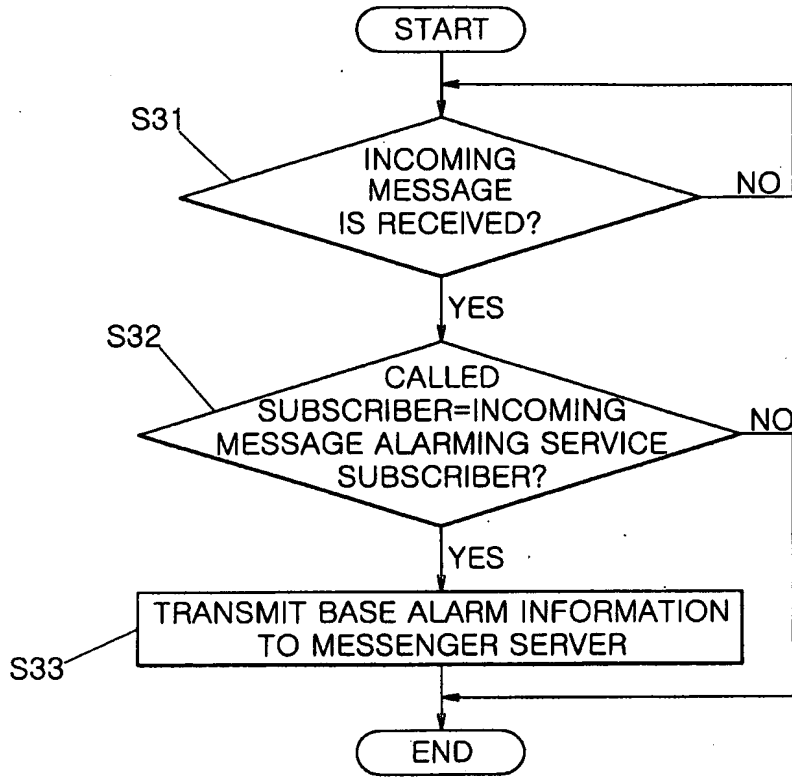 START
S31
INCOMING
MESSAGE
IS RECEIVED?
NO
YES
S32
CALLED
SUBSCRIBER=INCOMING
MESSAGE ALARMING SERVICE
SUBSCRIBER?
NO
YES
TRANSMIT BASE ALARM INFORMATION
TO MESSENGER SERVER
S33
END